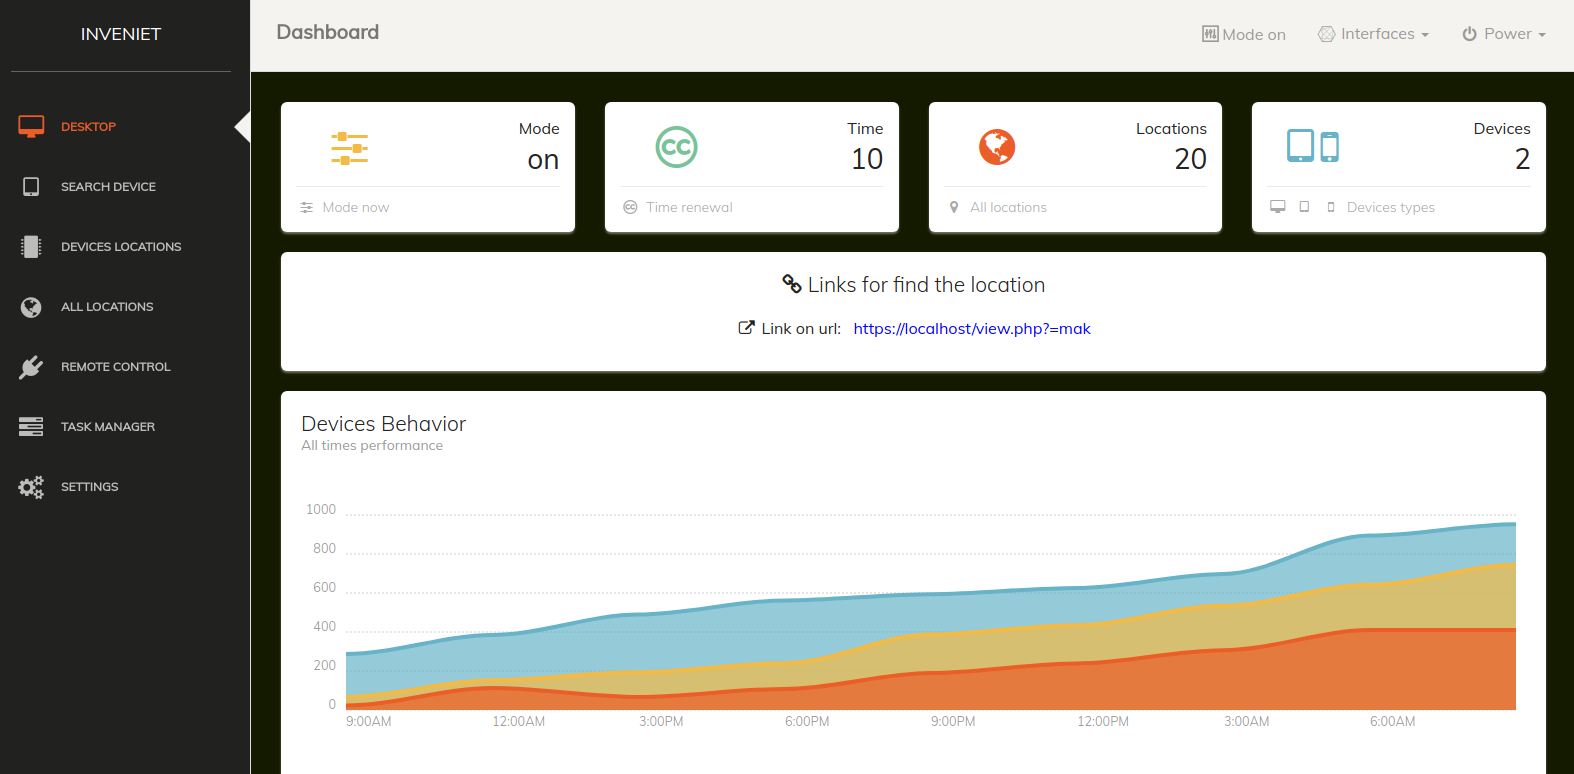 INVENIET
DESKTOP
SEARCH DEVICE
DEVICES LOCATIONS
ALL LOCATIONS
REMOTE CONTROL
TASK MANAGER
SETTINGS
Dashboard
Mode on
Interfaces
Power
Mode
on
Mode now
Time
10
Time renewal
Locations
20
All locations
Devices
2
Devices types
Links for find the location
Link on url: https://localhost/view.php?=mak
Devices Behavior
All times performance
1000
800
600
400
200
0
9:00AM 12:00AM 3:00PM 6:00PM 9:00PM 12:00PM 3:00AM 6:00AM